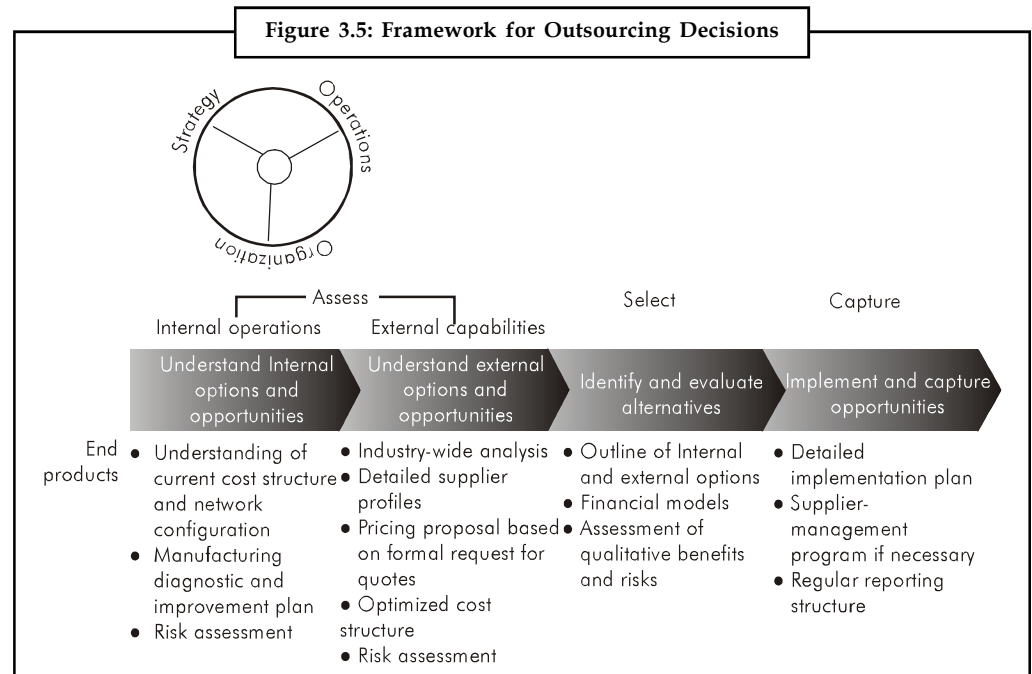 Figure 3.5: Framework for Outsourcing Decisions
Strategy
Operations
Organization
Assess
Select
Capture
Internal operations
External capabilities
Understand Internal
options and
opportunities
Understand external
options and
opportunities
Identify and evaluate
alternatives
Implement and capture
opportunities
End
products
● Understanding of
current cost structure
and network
configuration
● Manufacturing
diagnostic and
improvement plan
● Risk assessment
● Industry-wide analysis
● Detailed supplier
profiles
● Pricing proposal based
on formal request for
quotes
● Optimized cost
structure
● Risk assessment
● Outline of Internal
and external options
● Financial models
● Assessment of
qualitative benefits
and risks
● Detailed
implementation plan
● Supplier-
management
program if necessary
● Regular reporting
structure